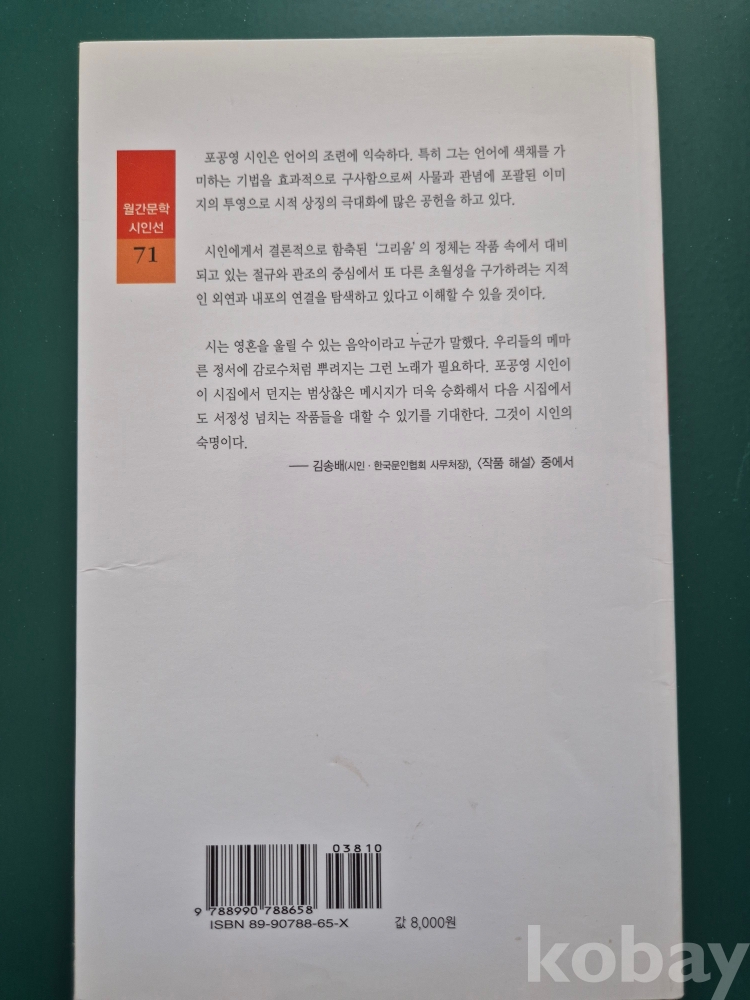 월간문학
시인선
71
포공영 시인은 언어의 조련에 익숙하다. 특히 그는 언어에 색채를 가
미하는 기법을 효과적으로 구사함으로써 사물과 관념에 포괄된 이미
지의 투영으로 시적 상징의 극대화에 많은 공헌을 하고 있다.
시인에게서 결론적으로 함축된 '그리움'의 정체는 작품 속에서 대비
되고 있는 절규와 관조의 중심에서 또 다른 초월성을 구가하려는 지적
인 외연과 내포의 연결을 탐색하고 있다고 이해할 수 있을 것이다.
시는 영혼을 울릴 수 있는 음악이라고 누군가 말했다. 우리들의 메마
른 정서에 감로수처럼 뿌려지는 그런 노래가 필요하다. 포공영 시인이
이 시집에서 던지는 범상찮은 메시지가 더욱 승화해서 다음 시집에서
도 서정성 넘치는 작품들을 대할 수 있기를 기대한다. 그것이 시인의
숙명이다.
── 김송배(시인·한국문인협회 사무처장), 〈작품 해설〉 중에서
03810
9 788990 788658
ISBN 89-90788-65-X
값 8,000원
kobay